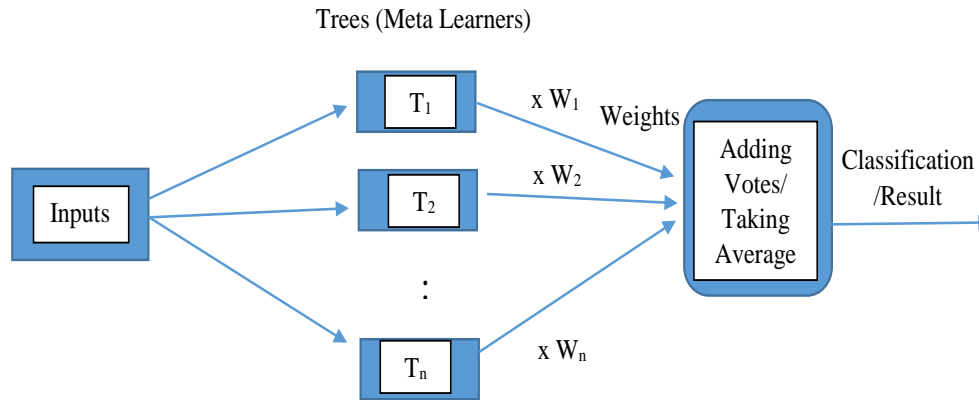 Trees (Meta Learners)
T₁
x W₁
Weights
Inputs
T₂
x W₂
Adding
Votes/
Taking
Average
Classification
/Result
:
Tₙ
x Wₙ